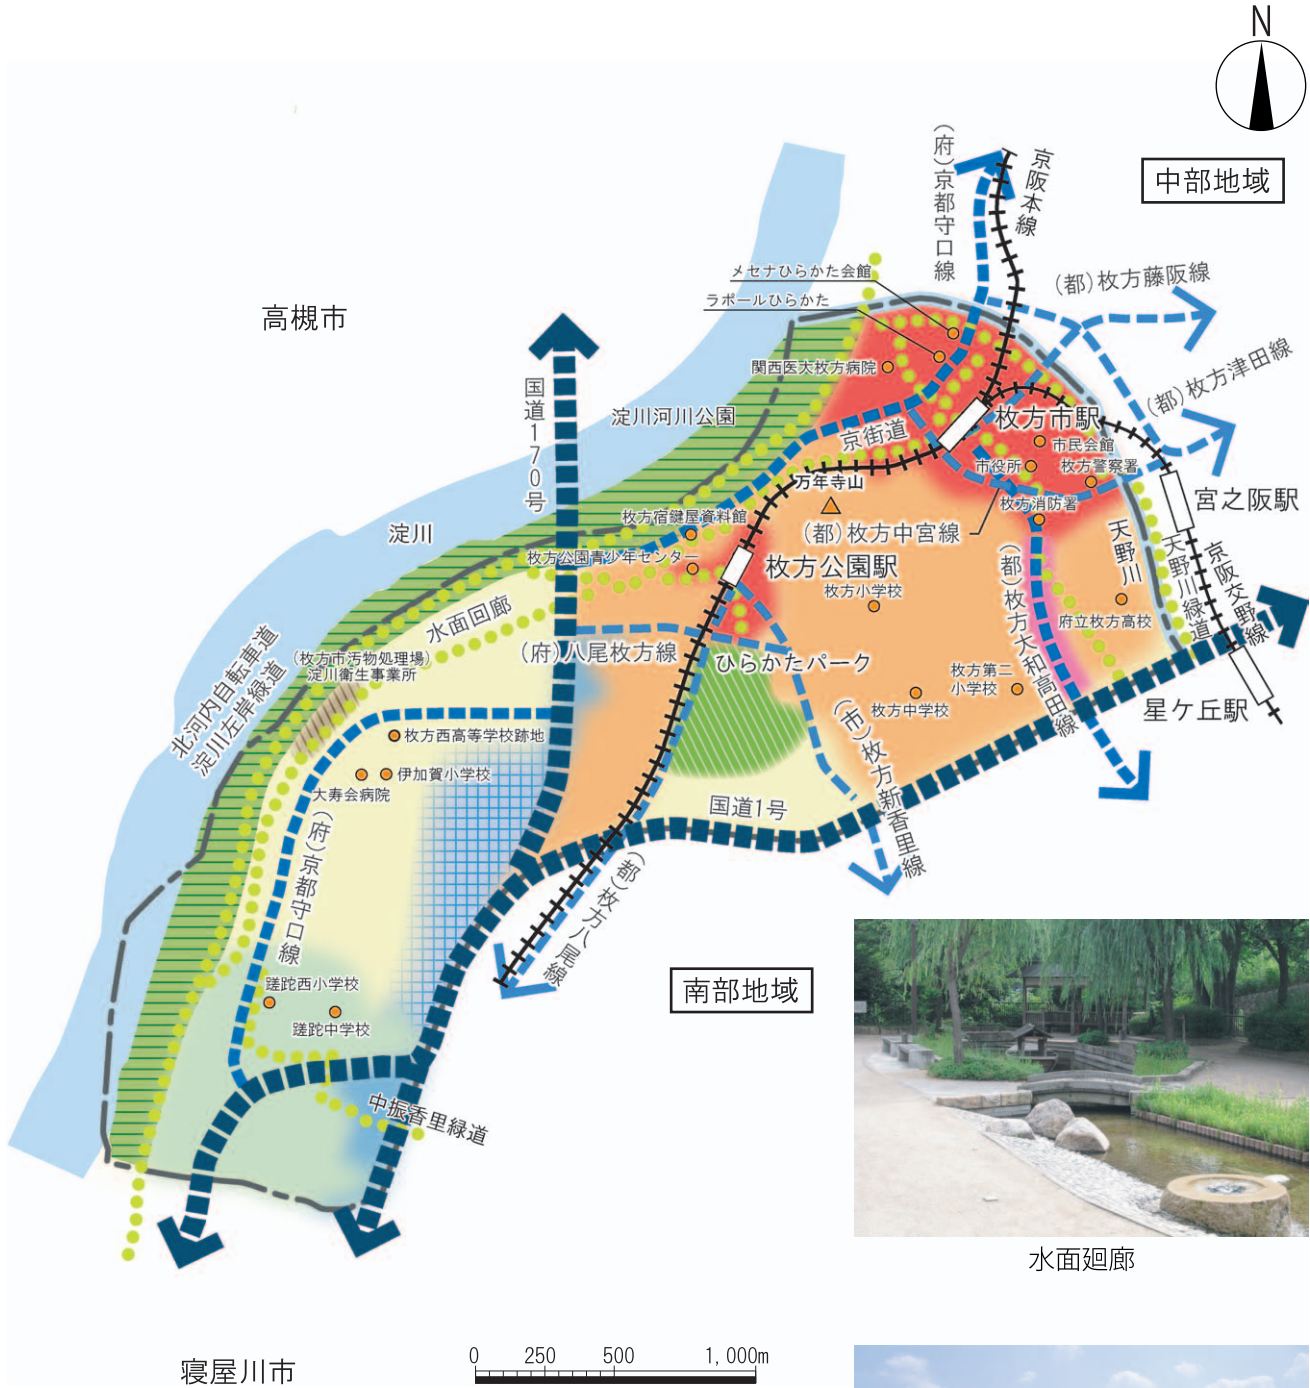 N
中部地域
(府)京都守口線
京阪本線
メセナひらかた会館
ラポールひらかた
(都)枚方藤阪線
高槻市
関西医大枚方病院
(都)枚方津田線
国道170号
淀川河川公園
京街道
枚方市駅
市民会館
市役所
枚方警察署
万年寺山
宮之阪駅
枚方消防署
枚方宿鍵屋資料館
(都)枚方中宮線
淀川
天野川
枚方公園青少年センター
枚方公園駅
天野川緑道
京阪交野線
枚方小学校
(都)枚方大和高田線
府立枚方高校
水面回廊
(府)八尾枚方線
ひらかたパーク
(枚方市汚物処理場)
淀川衛生事業所
枚方第二
小学校
北河内自転車道
淀川左岸緑道
枚方中学校
星ケ丘駅
(市)枚方新香里線
枚方西高等学校跡地
伊加賀小学校
大寿会病院
国道1号
(府)京都守口線
(都)枚方八尾線
南部地域
蹉跎西小学校
蹉跎中学校
中振香里緑道
水面廻廊
寝屋川市
0 250 500 1,000m